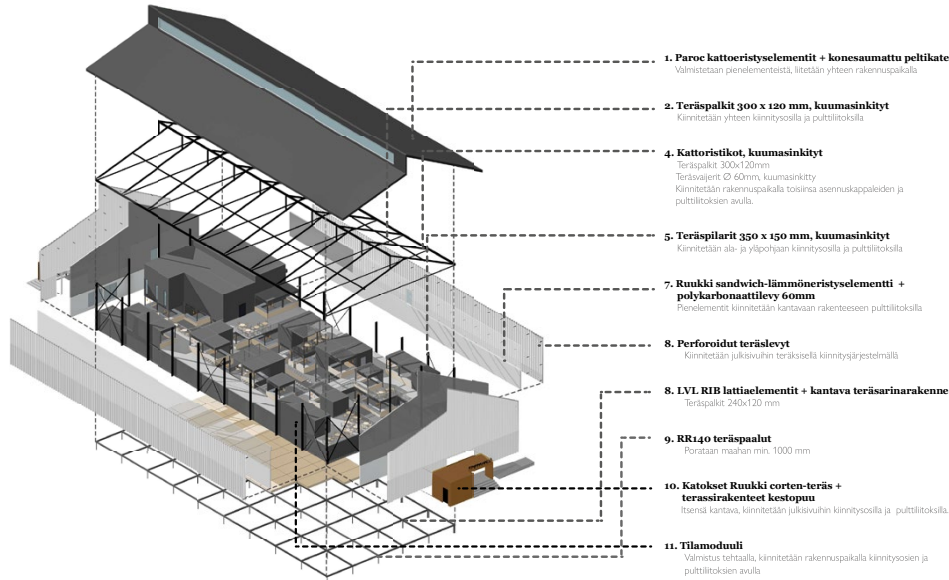 1. Paroc kattoeristyselementit + konesaumattu peltikate
Valmistetaan pienelementeistä, liitetään yhteen rakennuspaikalla
2. Teräspalkit 300 x 120 mm, kuumasinkityt
Kiinnitetään yhteen kiinnitysosilla ja pulttiliitoksilla
4. Kattoristikot, kuumasinkityt
Teräspalkit 300x120mm
Teräsvaijerit Ø 60mm, kuumasinkitty
Kiinnitetään rakennuspaikalla toisiinsa asennuskappaleiden ja
pulttiliitoksien avulla.
5. Teräspilarit 350 x 150 mm, kuumasinkityt
Kiinnitetään ala- ja yläpohjaan kiinnitysosilla ja pulttiliitoksilla
7. Ruukki sandwich-lämmöneristyselementti +
polykarbonaattilevy 60mm
Pienelementit kiinnitetään kantavaan rakenteeseen pulttiliitoksilla
8. Perforoidut teräslevyt
Kiinnitetään julkisivuihin teräksisellä kiinnitysjärjestelmällä
8. LVL RIB lattiaelementit + kantava teräsarinarakenne
Teräspalkit 240x120 mm
9. RR140 teräspaalut
Porataan maahan min. 1000 mm
10. Katokset Ruukki corten-teräs +
terassirakenteet kestopuu
Itsensä kantava, kiinnitetään julkisivuihin kiinnitysosilla ja pulttiliitoksilla.
11. Tilamoduuli
Valmistus tehtaalla, kiinnitetään rakennuspaikalla kiinnitysosien ja
pulttiliitoksien avulla